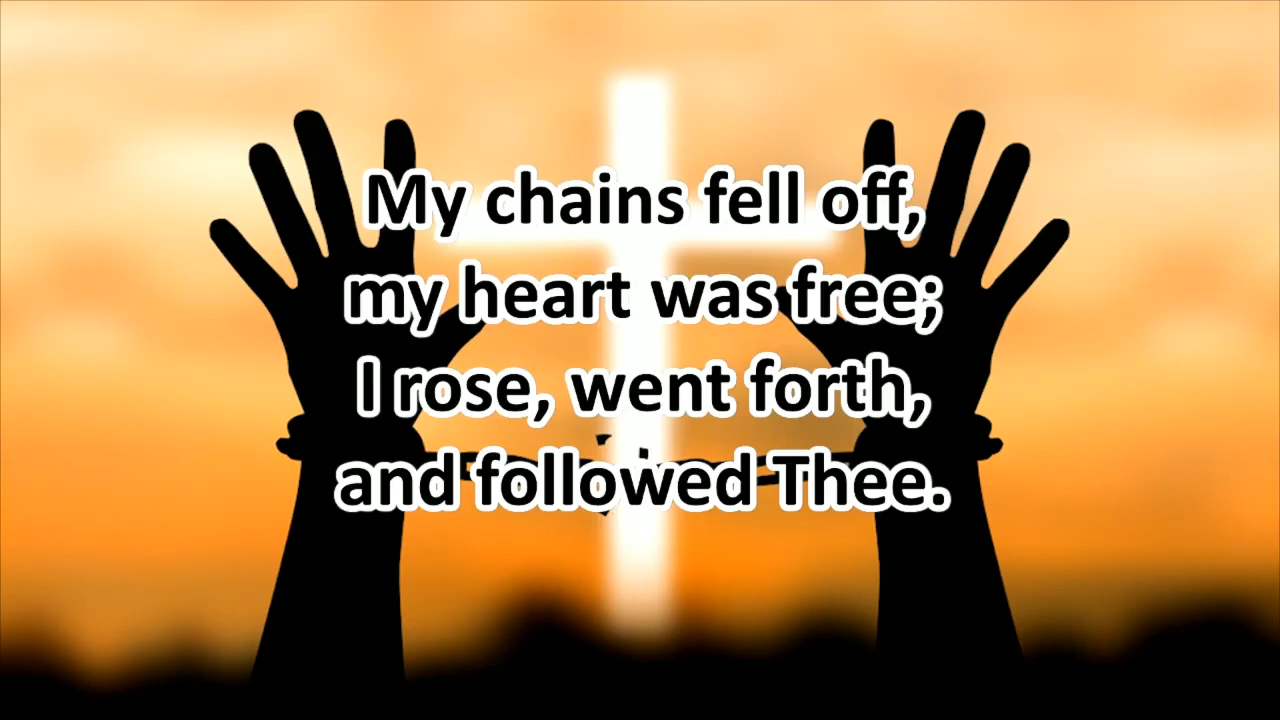 My chains fell off,
my heart was free;
I rose, went forth,
and followed Thee.